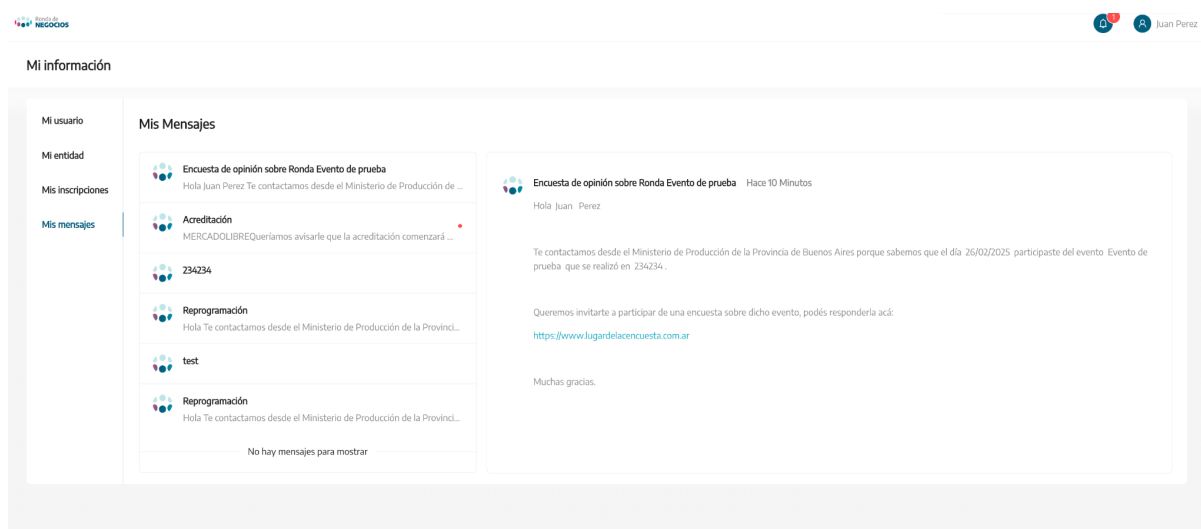 Ronda de
NEGOCIOS
1
Juan Perez
Mi información
Mi usuario
Mi entidad
Mis inscripciones
Mis mensajes
Mis Mensajes
Encuesta de opinión sobre Ronda Evento de prueba
Hola Juan Perez Te contactamos desde el Ministerio de Producción de ...
Acreditación
MERCADOLIBREQueríamos avisarle que la acreditación comenzará ...
234234
Reprogramación
Hola Te contactamos desde el Ministerio de Producción de la Provinci...
test
Reprogramación
Hola Te contactamos desde el Ministerio de Producción de la Provinci...
No hay mensajes para mostrar
Encuesta de opinión sobre Ronda Evento de prueba Hace 10 Minutos
Hola Juan Perez
Te contactamos desde el Ministerio de Producción de la Provincia de Buenos Aires porque sabemos que el día 26/02/2025 participaste del evento Evento de
prueba que se realizó en 234234 .
Queremos invitarte a participar de una encuesta sobre dicho evento, podés responderla acá:
https://www.lugardelacencuesta.com.ar
Muchas gracias.